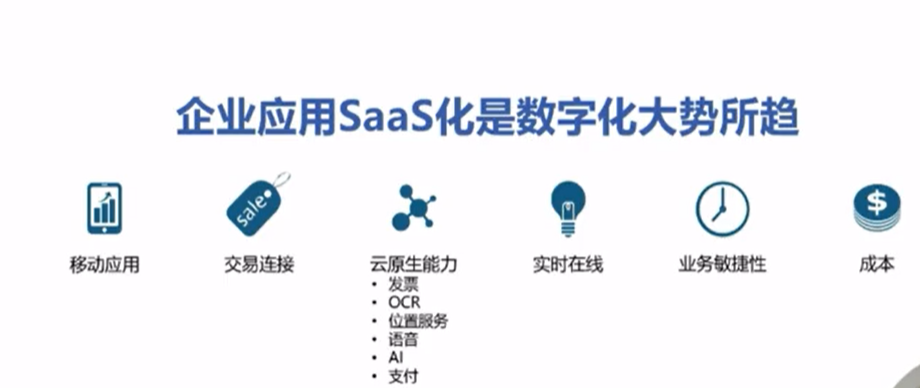 企业应用SaaS化是数字化大势所趋
sale
$
移动应用
交易连接
云原生能力
实时在线
业务敏捷性
成本
• 发票
• OCR
• 位置服务
• 语音
• AI
• 支付